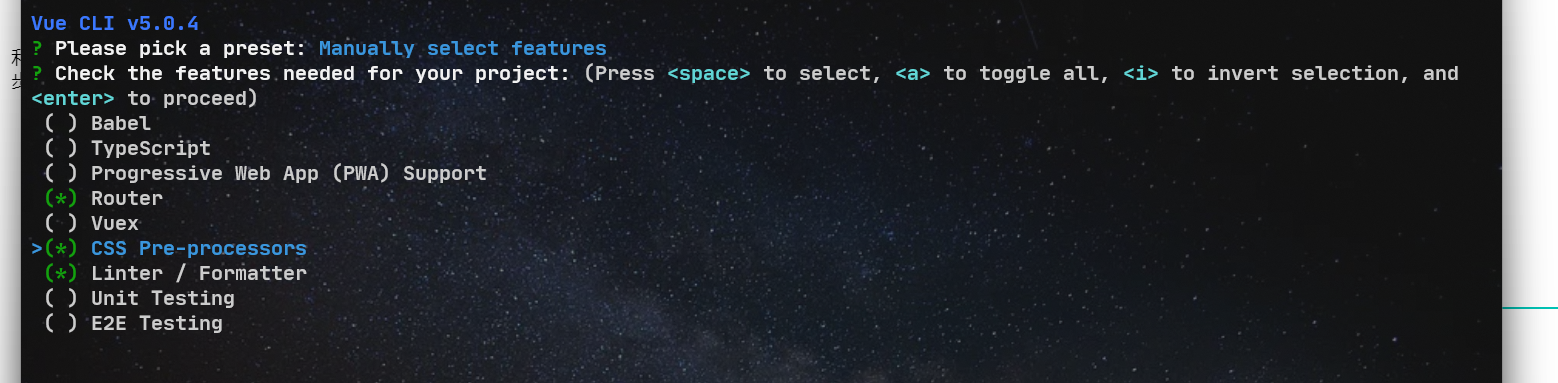 Vue CLI v5.0.4
? Please pick a preset: Manually select features
? Check the features needed for your project: (Press <space> to select, <a> to toggle all, <i> to invert selection, and
<enter> to proceed)
( ) Babel
( ) TypeScript
( ) Progressive Web App (PWA) Support
(*) Router
( ) Vuex
>(*) CSS Pre-processors
(*) Linter / Formatter
( ) Unit Testing
( ) E2E Testing